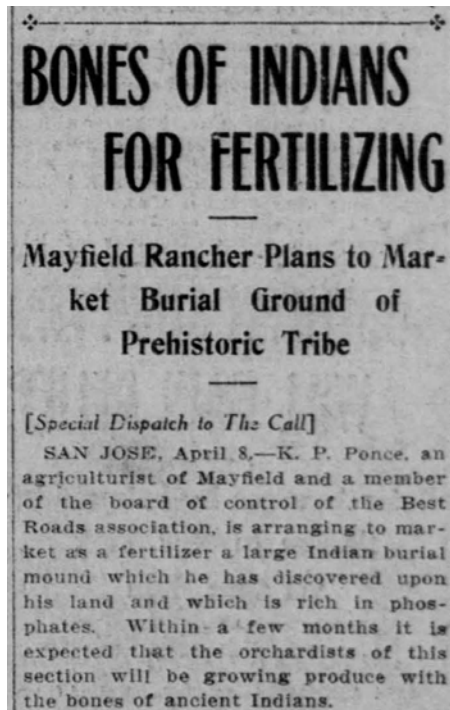 BONES OF INDIANS
FOR FERTILIZING
Mayfield Rancher Plans to Mar-
ket Burial Ground of
Prehistoric Tribe
[Special Dispatch to The Call]
SAN JOSE, April 8.—K. P. Ponce, an
agriculturist of Mayfield and a member
of the board of control of the Best
Roads association, is arranging to mar-
ket as a fertilizer a large Indian burial
mound which he has discovered upon
his land and which is rich in phos-
phates. Within a few months it is
expected that the orchardists of this
section will be growing produce with
the bones of ancient Indians.